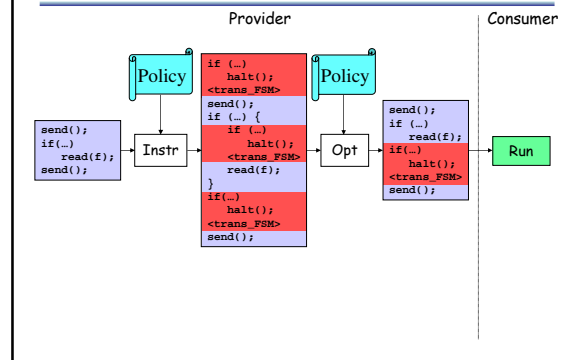 Provider
Consumer
Policy
Policy
send();
if(…)
read(f);
send();
Instr
if (…)
halt();
<trans_FSM>
send();
if (…) {
if (…)
halt();
<trans_FSM>
read(f);
}
if(…)
halt();
<trans_FSM>
send();
Opt
send();
if (…)
read(f);
if(…)
halt();
<trans_FSM>
send();
Run